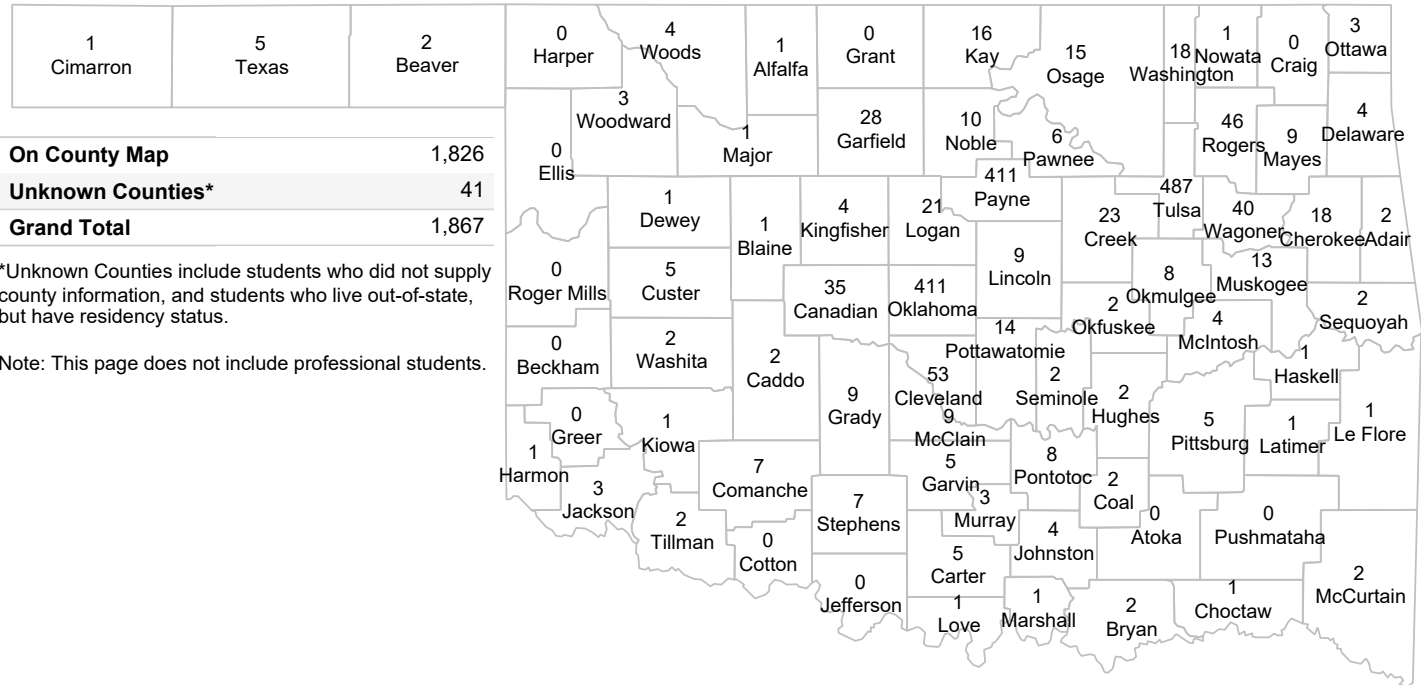 1
Cimarron
5
Texas
2
Beaver
0
Harper
4
Woods
1
Alfalfa
0
Grant
16
Kay
15
Osage
18
Washington
1
Nowata
0
Craig
3
Ottawa
0
Ellis
3
Woodward
1
Major
28
Garfield
10
Noble
6
Pawnee
46
Rogers
9
Mayes
4
Delaware
On County Map 1,826
Unknown Counties* 41
Grand Total 1,867
*Unknown Counties include students who did not supply
county information, and students who live out-of-state,
but have residency status.
Note: This page does not include professional students.
411
Payne
487
Tulsa
1
Dewey
1
Blaine
4
Kingfisher
21
Logan
23
Creek
40
Wagoner
18
Cherokee
2
Adair
0
Roger Mills
5
Custer
35
Canadian
411
Oklahoma
9
Lincoln
8
Okmulgee
13
Muskogee
2
Okfuskee
4
McIntosh
2
Sequoyah
0
Beckham
2
Washita
2
Caddo
14
Pottawatomie
53
Cleveland
2
Seminole
2
Hughes
1
Haskell
9
Grady
9
McClain
5
Pittsburg
1
Latimer
1
Le Flore
0
Greer
1
Kiowa
1
Harmon
3
Jackson
7
Comanche
5
Garvin
8
Pontotoc
2
Coal
2
Tillman
0
Cotton
7
Stephens
3
Murray
4
Johnston
0
Atoka
0
Pushmataha
5
Carter
0
Jefferson
1
Love
1
Marshall
2
Bryan
1
Choctaw
2
McCurtain